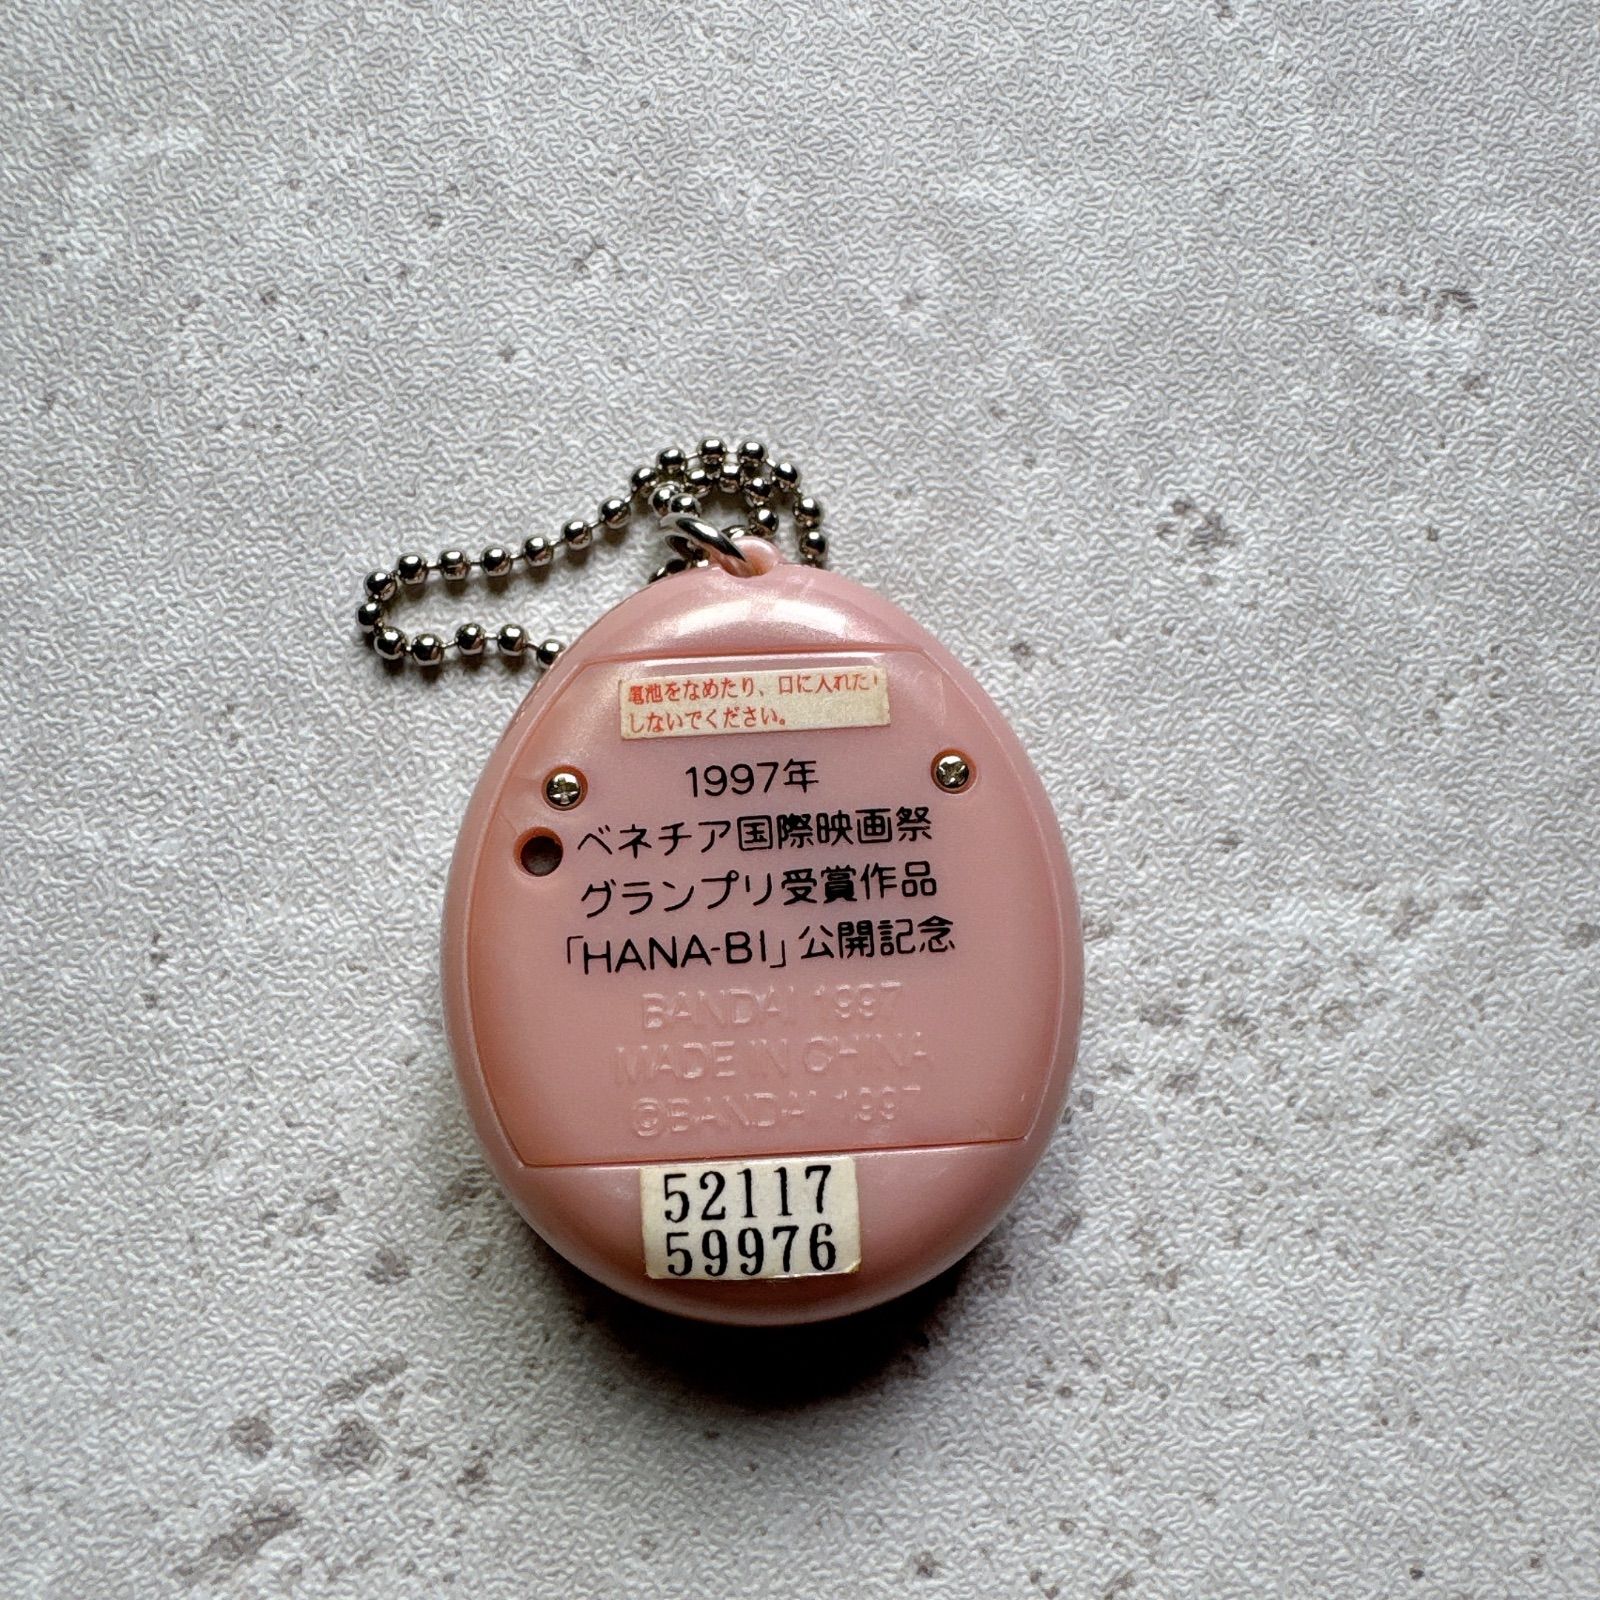 電池をなめたり、口に入れたり
しないでください。
1997年
ベネチア国際映画祭
グランプリ受賞作品
「HANA-BI」公開記念
BANDAI 1997
MADE IN CHINA
©BANDAI 1997
52117
59976